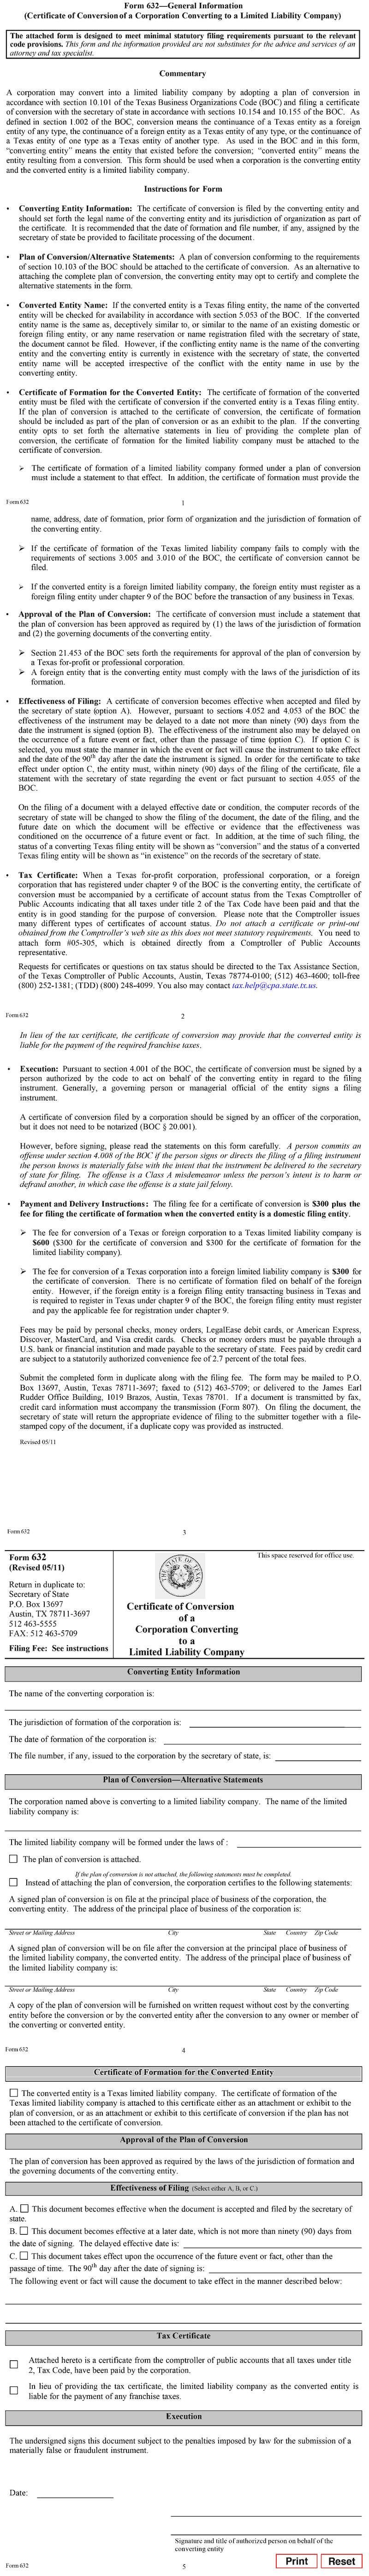 Form 632—General Information
(Certificate of Conversion of a Corporation Converting to a Limited Liability Company)
The attached form is designed to meet minimal statutory filing requirements pursuant to the relevant
code provisions. This form and the information provided are not substitutes for the advice and services of an
attorney and tax specialist.
Commentary
A corporation may convert into a limited liability company by adopting a plan of conversion in
accordance with section 10.101 of the Texas Business Organizations Code (BOC) and filing a certificate
of conversion with the secretary of state in accordance with sections 10.154 and 10.155 of the BOC. As
defined in section 1.002 of the BOC, conversion means the continuance of a Texas entity as a foreign
entity of any type, the continuance of a foreign entity as a Texas entity of any type, or the continuance of
a Texas entity of one type as a Texas entity of another type. As used in the BOC and in this form,
“converting entity” means the entity that existed before the conversion; “converted entity” means the
entity resulting from a conversion. This form should be used when a corporation is the converting entity
and the converted entity is a limited liability company.
Instructions for Form
• Converting Entity Information: The certificate of conversion is filed by the converting entity and
should set forth the legal name of the converting entity and its jurisdiction of organization as part of
the certificate. It is recommended that the date of formation and file number, if any, assigned by the
secretary of state be provided to facilitate processing of the document.
• Plan of Conversion/Alternative Statements: A plan of conversion conforming to the requirements
of section 10.103 of the BOC should be attached to the certificate of conversion. As an alternative to
attaching the complete plan of conversion, the converting entity may opt to certify and complete the
alternative statements in the form.
• Converted Entity Name: If the converted entity is a Texas filing entity, the name of the converted
entity will be checked for availability in accordance with section 5.053 of the BOC. If the converted
entity name is the same as, deceptively similar to, or similar to the name of an existing domestic or
foreign filing entity, or any name reservation or name registration filed with the secretary of state,
the document cannot be filed. However, if the conflicting entity name is the name of the converting
entity and the converting entity is currently in existence with the secretary of state, the converted
entity name will be accepted irrespective of the conflict with the entity name in use by the
converting entity.
• Certificate of Formation for the Converted Entity: The certificate of formation of the converted
entity must be filed with the certificate of conversion if the converted entity is a Texas filing entity.
If the plan of conversion is attached to the certificate of conversion, the certificate of formation
should be included as part of the plan of conversion or as an exhibit to the plan. If the converting
entity opts to set forth the alternative statements in lieu of providing the complete plan of
conversion, the certificate of formation for the limited liability company must be attached to the
certificate of conversion.
➢ The certificate of formation of a limited liability company formed under a plan of conversion
must include a statement to that effect. In addition, the certificate of formation must provide the
Form 632
1
name, address, date of formation, prior form of organization and the jurisdiction of formation of
the converting entity.
➢ If the certificate of formation of the Texas limited liability company fails to comply with the
requirements of sections 3.005 and 3.010 of the BOC, the certificate of conversion cannot be
filed.
➢ If the converted entity is a foreign limited liability company, the foreign entity must register as a
foreign filing entity under chapter 9 of the BOC before the transaction of any business in Texas.
• Approval of the Plan of Conversion: The certificate of conversion must include a statement that
the plan of conversion has been approved as required by (1) the laws of the jurisdiction of formation
and (2) the governing documents of the converting entity.
➢ Section 21.453 of the BOC sets forth the requirements for approval of the plan of conversion by
a Texas for-profit or professional corporation.
➢ A foreign entity that is the converting entity must comply with the laws of the jurisdiction of its
formation.
• Effectiveness of Filing: A certificate of conversion becomes effective when accepted and filed by
the secretary of state (option A). However, pursuant to sections 4.052 and 4.053 of the BOC the
effectiveness of the instrument may be delayed to a date not more than ninety (90) days from the
date the instrument is signed (option B). The effectiveness of the instrument also may be delayed on
the occurrence of a future event or fact, other than the passage of time (option C). If option C is
selected, you must state the manner in which the event or fact will cause the instrument to take effect
and the date of the 90th day after the date the instrument is signed. In order for the certificate to take
effect under option C, the entity must, within ninety (90) days of the filing of the certificate, file a
statement with the secretary of state regarding the event or fact pursuant to section 4.055 of the
BOC.
On the filing of a document with a delayed effective date or condition, the computer records of the
secretary of state will be changed to show the filing of the document, the date of the filing, and the
future date on which the document will be effective or evidence that the effectiveness was
conditioned on the occurrence of a future event or fact. In addition, at the time of such filing, the
status of a converting Texas filing entity will be shown as “conversion” and the status of a converted
Texas filing entity will be shown as “in existence” on the records of the secretary of state.
• Tax Certificate: When a Texas for-profit corporation, professional corporation, or a foreign
corporation that has registered under chapter 9 of the BOC is the converting entity, the certificate of
conversion must be accompanied by a certificate of account status from the Texas Comptroller of
Public Accounts indicating that all taxes under title 2 of the Tax Code have been paid and that the
entity is in good standing for the purpose of conversion. Please note that the Comptroller issues
many different types of certificates of account status. Do not attach a certificate or print-out
obtained from the Comptroller’s web site as this does not meet statutory requirements. You need to
attach form #05-305, which is obtained directly from a Comptroller of Public Accounts
representative.
Requests for certificates or questions on tax status should be directed to the Tax Assistance Section,
of the Texas Comptroller of Public Accounts, Austin, Texas 78774-0100; (512) 463-4600; toll-free
(800) 252-1381; (TDD) (800) 248-4099. You also may contact tax.help@cpa.state.tx.us.
Form 632
2
In lieu of the tax certificate, the certificate of conversion may provide that the converted entity is
liable for the payment of the required franchise taxes.
• Execution: Pursuant to section 4.001 of the BOC, the certificate of conversion must be signed by a
person authorized by the code to act on behalf of the converting entity in regard to the filing
instrument. Generally, a governing person or managerial official of the entity signs a filing
instrument.
A certificate of conversion filed by a corporation should be signed by an officer of the corporation,
but it does not need to be notarized (BOC § 20.001).
However, before signing, please read the statements on this form carefully. A person commits an
offense under section 4.008 of the BOC if the person signs or directs the filing of a filing instrument
the person knows is materially false with the intent that the instrument be delivered to the secretary
of state for filing. The offense is a Class A misdemeanor unless the person’s intent is to harm or
defraud another, in which case the offense is a state jail felony.
• Payment and Delivery Instructions: The filing fee for a certificate of conversion is $300 plus the
fee for filing the certificate of formation when the converted entity is a domestic filing entity.
➢ The fee for conversion of a Texas or foreign corporation to a Texas limited liability company is
$600 ($300 for the certificate of conversion and $300 for the certificate of formation for the
limited liability company).
➢ The fee for conversion of a Texas corporation into a foreign limited liability company is $300 for
the certificate of conversion. There is no certificate of formation filed on behalf of the foreign
entity. However, if the foreign entity is a foreign filing entity transacting business in Texas and
is required to register in Texas under chapter 9 of the BOC, the foreign filing entity must register
and pay the applicable fee for registration under chapter 9.
Fees may be paid by personal checks, money orders, LegalEase debit cards, or American Express,
Discover, MasterCard, and Visa credit cards. Checks or money orders must be payable through a
U.S. bank or financial institution and made payable to the secretary of state. Fees paid by credit card
are subject to a statutorily authorized convenience fee of 2.7 percent of the total fees.
Submit the completed form in duplicate along with the filing fee. The form may be mailed to P.O.
Box 13697, Austin, Texas 78711-3697; faxed to (512) 463-5709; or delivered to the James Earl
Rudder Office Building, 1019 Brazos, Austin, Texas 78701. If a document is transmitted by fax,
credit card information must accompany the transmission (Form 807). On filing the document, the
secretary of state will return the appropriate evidence of filing to the submitter together with a file-
stamped copy of the document, if a duplicate copy was provided as instructed.
Revised 05/11
Form 632
3
Form 632
(Revised 05/11)
Return in duplicate to:
Secretary of State
P.O. Box 13697
Austin, TX 78711-3697
512 463-5555
FAX: 512 463-5709
Filing Fee: See instructions
Certificate of Conversion
of a
Corporation Converting
to a
Limited Liability Company
This space reserved for office use.
Converting Entity Information
The name of the converting corporation is:
The jurisdiction of formation of the corporation is:
The date of formation of the corporation is:
The file number, if any, issued to the corporation by the secretary of state, is:
Plan of Conversion—Alternative Statements
The corporation named above is converting to a limited liability company. The name of the limited
liability company is:
The limited liability company will be formed under the laws of :
☐ The plan of conversion is attached.
If the plan of conversion is not attached, the following statements must be completed.
☐ Instead of attaching the plan of conversion, the corporation certifies to the following statements:
A signed plan of conversion is on file at the principal place of business of the corporation, the
converting entity. The address of the principal place of business of the corporation is:
Street or Mailing Address City State Country Zip Code
A signed plan of conversion will be on file after the conversion at the principal place of business of
the limited liability company, the converted entity. The address of the principal place of business of
the limited liability company is:
Street or Mailing Address City State Country Zip Code
A copy of the plan of conversion will be furnished on written request without cost by the converting
entity before the conversion or by the converted entity after the conversion to any owner or member of
the converting or converted entity.
Form 632
4
Certificate of Formation for the Converted Entity
☐ The converted entity is a Texas limited liability company. The certificate of formation of the
Texas limited liability company is attached to this certificate either as an attachment or exhibit to the
plan of conversion, or as an attachment or exhibit to this certificate of conversion if the plan has not
been attached to the certificate of conversion.
Approval of the Plan of Conversion
The plan of conversion has been approved as required by the laws of the jurisdiction of formation and
the governing documents of the converting entity.
Effectiveness of Filing (Select either A, B, or C.)
A. ☐ This document becomes effective when the document is accepted and filed by the secretary of
state.
B. ☐ This document becomes effective at a later date, which is not more than ninety (90) days from
the date of signing. The delayed effective date is:
C. ☐ This document takes effect upon the occurrence of the future event or fact, other than the
passage of time. The 90th day after the date of signing is:
The following event or fact will cause the document to take effect in the manner described below:
Tax Certificate
☐ Attached hereto is a certificate from the comptroller of public accounts that all taxes under title
2, Tax Code, have been paid by the corporation.
☐ In lieu of providing the tax certificate, the limited liability company as the converted entity is
liable for the payment of any franchise taxes.
Execution
The undersigned signs this document subject to the penalties imposed by law for the submission of a
materially false or fraudulent instrument.
Date:
Signature and title of authorized person on behalf of the
converting entity
Form 632
5
Print Reset